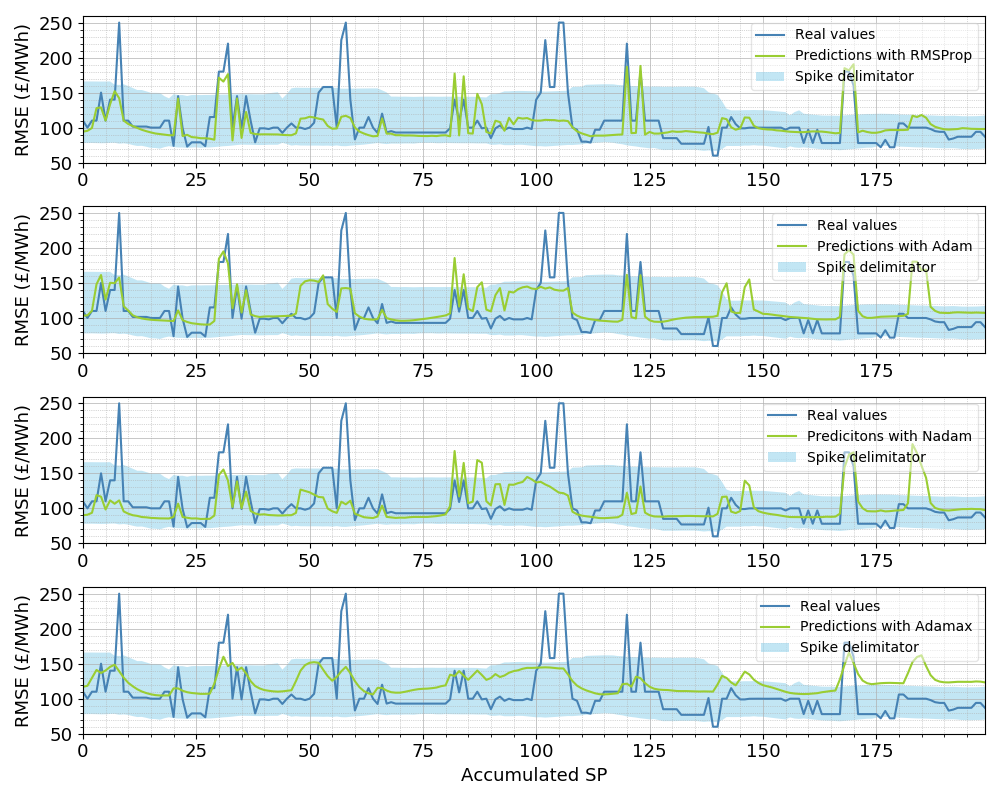 RMSE (£/MWh)
250
200
150
100
50
Real values
Predictions with RMSProp
Spike delimitator
0 25 50 75 100 125 150 175
RMSE (£/MWh)
250
200
150
100
50
Real values
Predictions with Adam
Spike delimitator
0 25 50 75 100 125 150 175
RMSE (£/MWh)
250
200
150
100
50
Real values
Predicitons with Nadam
Spike delimitator
0 25 50 75 100 125 150 175
RMSE (£/MWh)
250
200
150
100
50
Real values
Predictions with Adamax
Spike delimitator
0 25 50 75 100 125 150 175
Accumulated SP